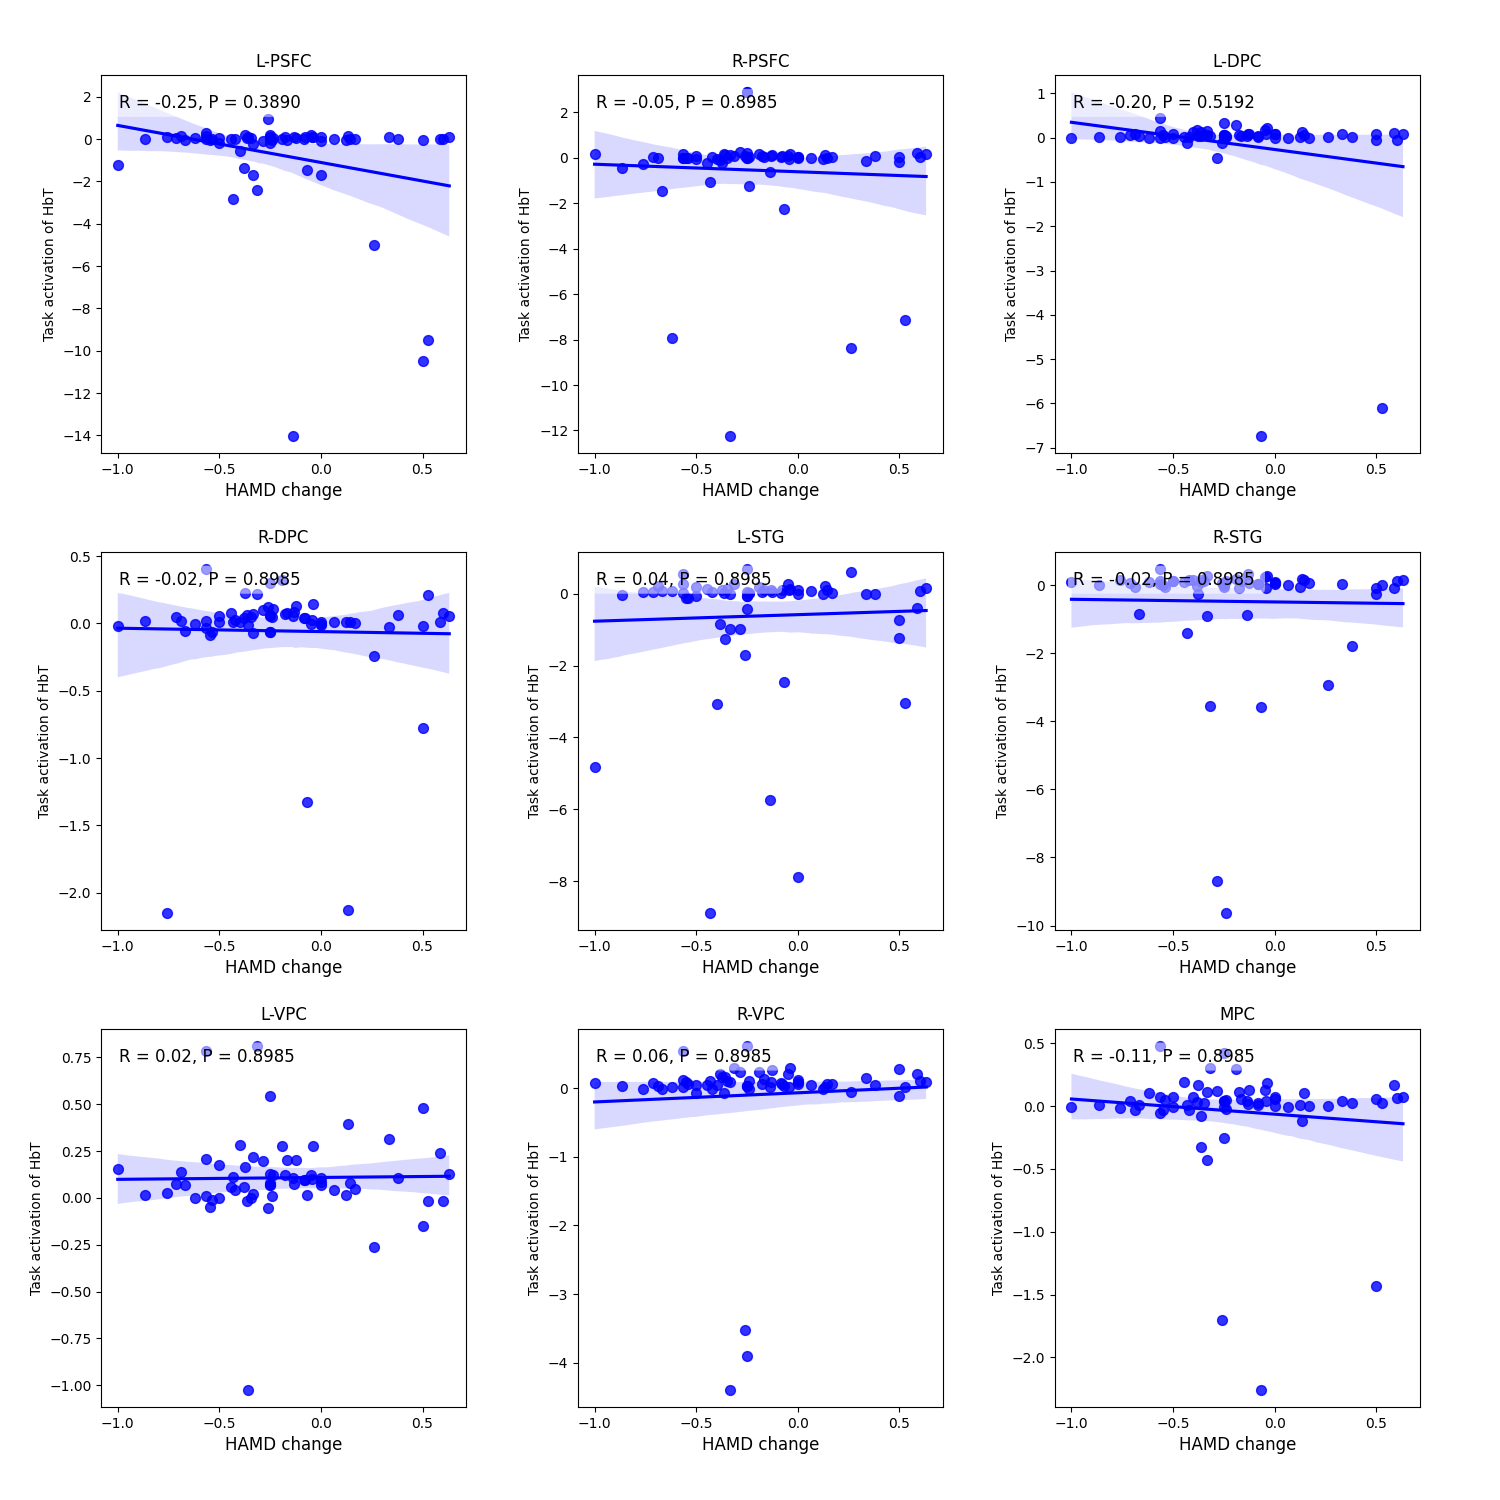 L-PSFC
R = -0.25, P = 0.3890
2
0
−2
−4
−6
−8
−10
−12
−14
Task activation of HbT
−1.0 −0.5 0.0 0.5
HAMD change
R-PSFC
R = -0.05, P = 0.8985
2
0
−2
−4
−6
−8
−10
−12
Task activation of HbT
−1.0 −0.5 0.0 0.5
HAMD change
L-DPC
R = -0.20, P = 0.5192
1
0
−1
−2
−3
−4
−5
−6
−7
Task activation of HbT
−1.0 −0.5 0.0 0.5
HAMD change
R-DPC
R = -0.02, P = 0.8985
0.5
0.0
−0.5
−1.0
−1.5
−2.0
Task activation of HbT
−1.0 −0.5 0.0 0.5
HAMD change
L-STG
R = 0.04, P = 0.8985
0
−2
−4
−6
−8
Task activation of HbT
−1.0 −0.5 0.0 0.5
HAMD change
R-STG
R = -0.02, P = 0.8985
0
−2
−4
−6
−8
−10
Task activation of HbT
−1.0 −0.5 0.0 0.5
HAMD change
L-VPC
R = 0.02, P = 0.8985
0.75
0.50
0.25
0.00
−0.25
−0.50
−0.75
−1.00
Task activation of HbT
−1.0 −0.5 0.0 0.5
HAMD change
R-VPC
R = 0.06, P = 0.8985
0
−1
−2
−3
−4
Task activation of HbT
−1.0 −0.5 0.0 0.5
HAMD change
MPC
R = -0.11, P = 0.8985
0.5
0.0
−0.5
−1.0
−1.5
−2.0
Task activation of HbT
−1.0 −0.5 0.0 0.5
HAMD change